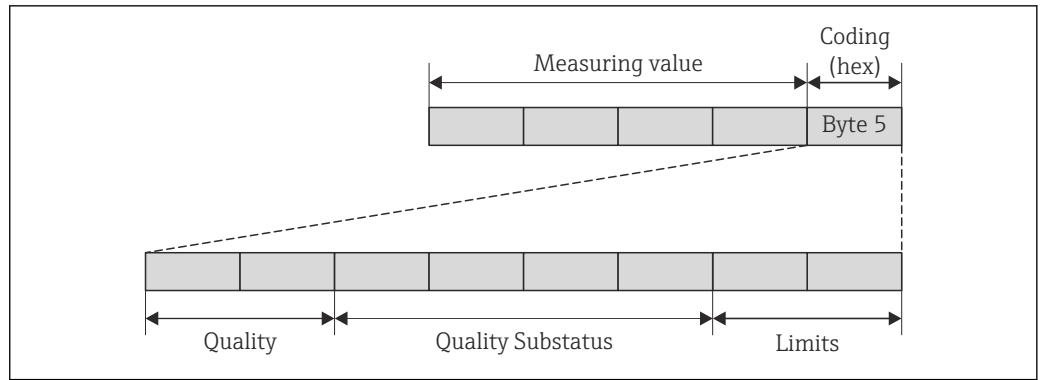 Coding
(hex)
Measuring value
Byte 5
Quality
Quality Substatus
Limits